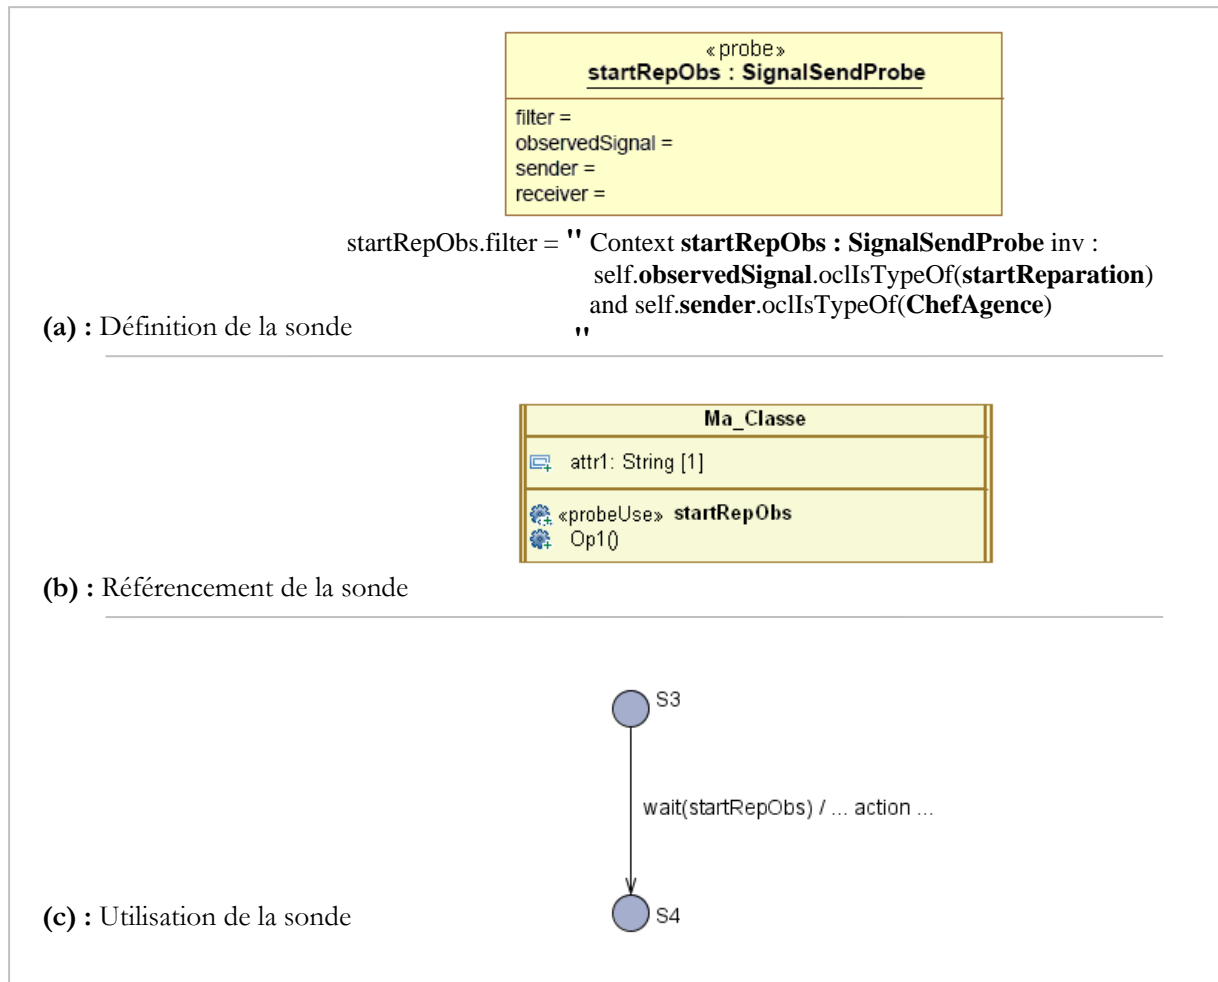 «probe»
startRepObs : SignalSendProbe
filter =
observedSignal =
sender =
receiver =
startRepObs.filter = " Context startRepObs : SignalSendProbe inv :
self.observedSignal.oclIsTypeOf(startReparation)
and self.sender.oclIsTypeOf(ChefAgence)
"
(a) : Définition de la sonde
Ma_Classe
attr1: String [1]
«probeUse» startRepObs
Op1()
(b) : Référencement de la sonde
S3
wait(startRepObs) / ... action ...
S4
(c) : Utilisation de la sonde